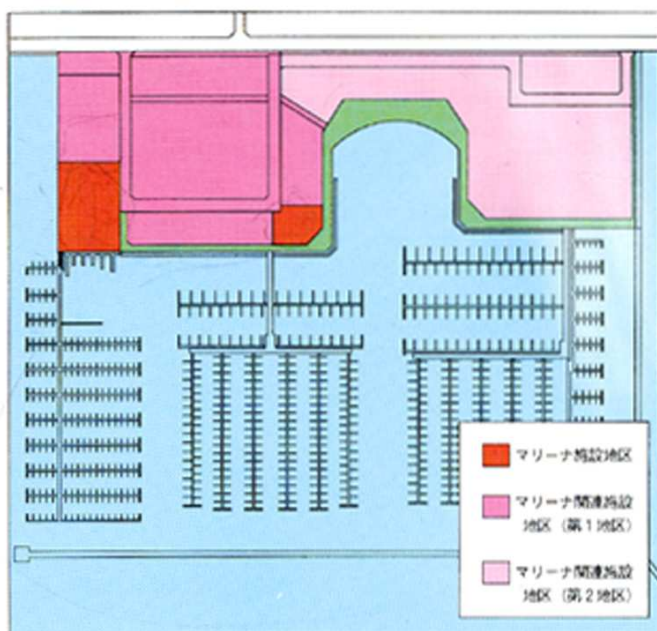 マリーナ施設地区
マリーナ関連施設
地区（第１地区）
マリーナ関連施設
地区（第２地区）